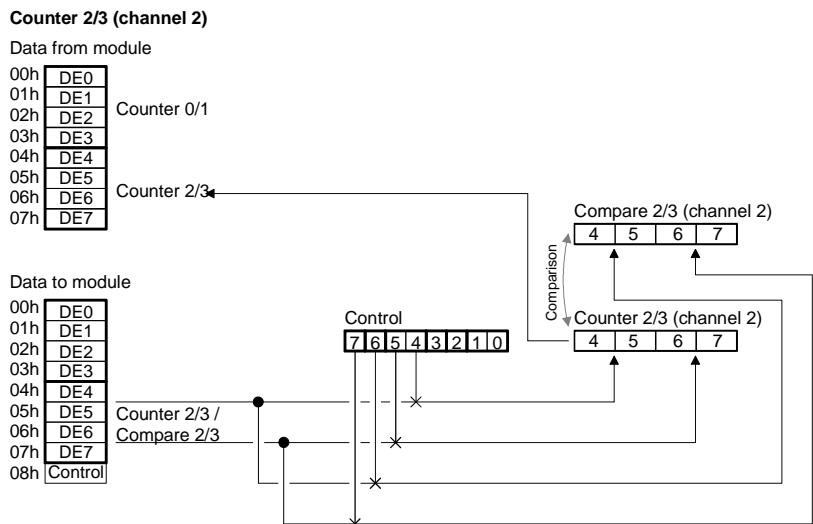 Counter 2/3 (channel 2)
Data from module
00h DE0
01h DE1
02h DE2
03h DE3
04h DE4
05h DE5
06h DE6
07h DE7
Counter 0/1
Counter 2/3
Compare 2/3 (channel 2)
4 5 6 7
Comparison
Counter 2/3 (channel 2)
4 5 6 7
Data to module
00h DE0
01h DE1
02h DE2
03h DE3
04h DE4
05h DE5
06h DE6
07h DE7
08h Control
Counter 2/3 /
Compare 2/3
Control
7 6 5 4 3 2 1 0